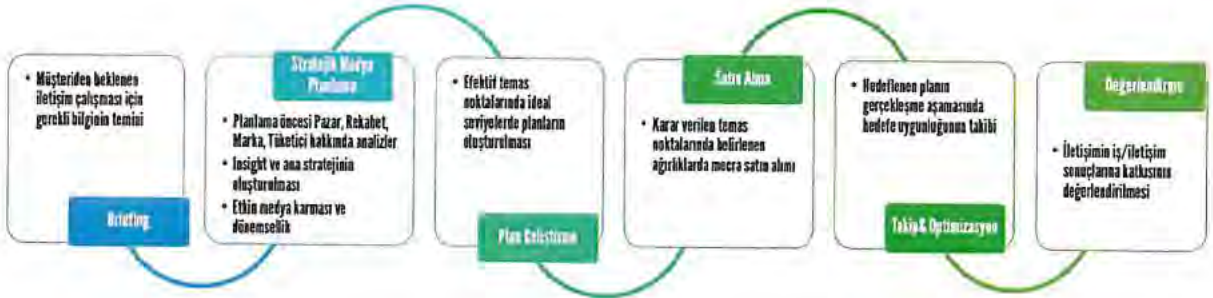 • Müşteriden beklenen
iletişim çalışması için
gerekli bilginin temini
Briefing
Stratejik Medya
Planlama
• Planlama öncesi Pazar, Rekabet,
Marka, Tüketici hakkında analizler
• Insight ve ana stratejinin
oluşturulması
• Etkin medya karması ve
dönemsellik
• Efektif temas
noktalarında ideal
seviyelerde planların
oluşturulması
Plan Geliştirme
Satın Alma
• Karar verilen temas
noktalarında belirlenen
ağırlıklarda mecra satın alımı
• Hedeflenen planın
gerçekleşme aşamasında
hedefe uygunluğunun takibi
Takip& Optimizasyon
Değerlendirme
• İletişimin iş/iletişim
sonuçlarına katkısının
değerlendirilmesi